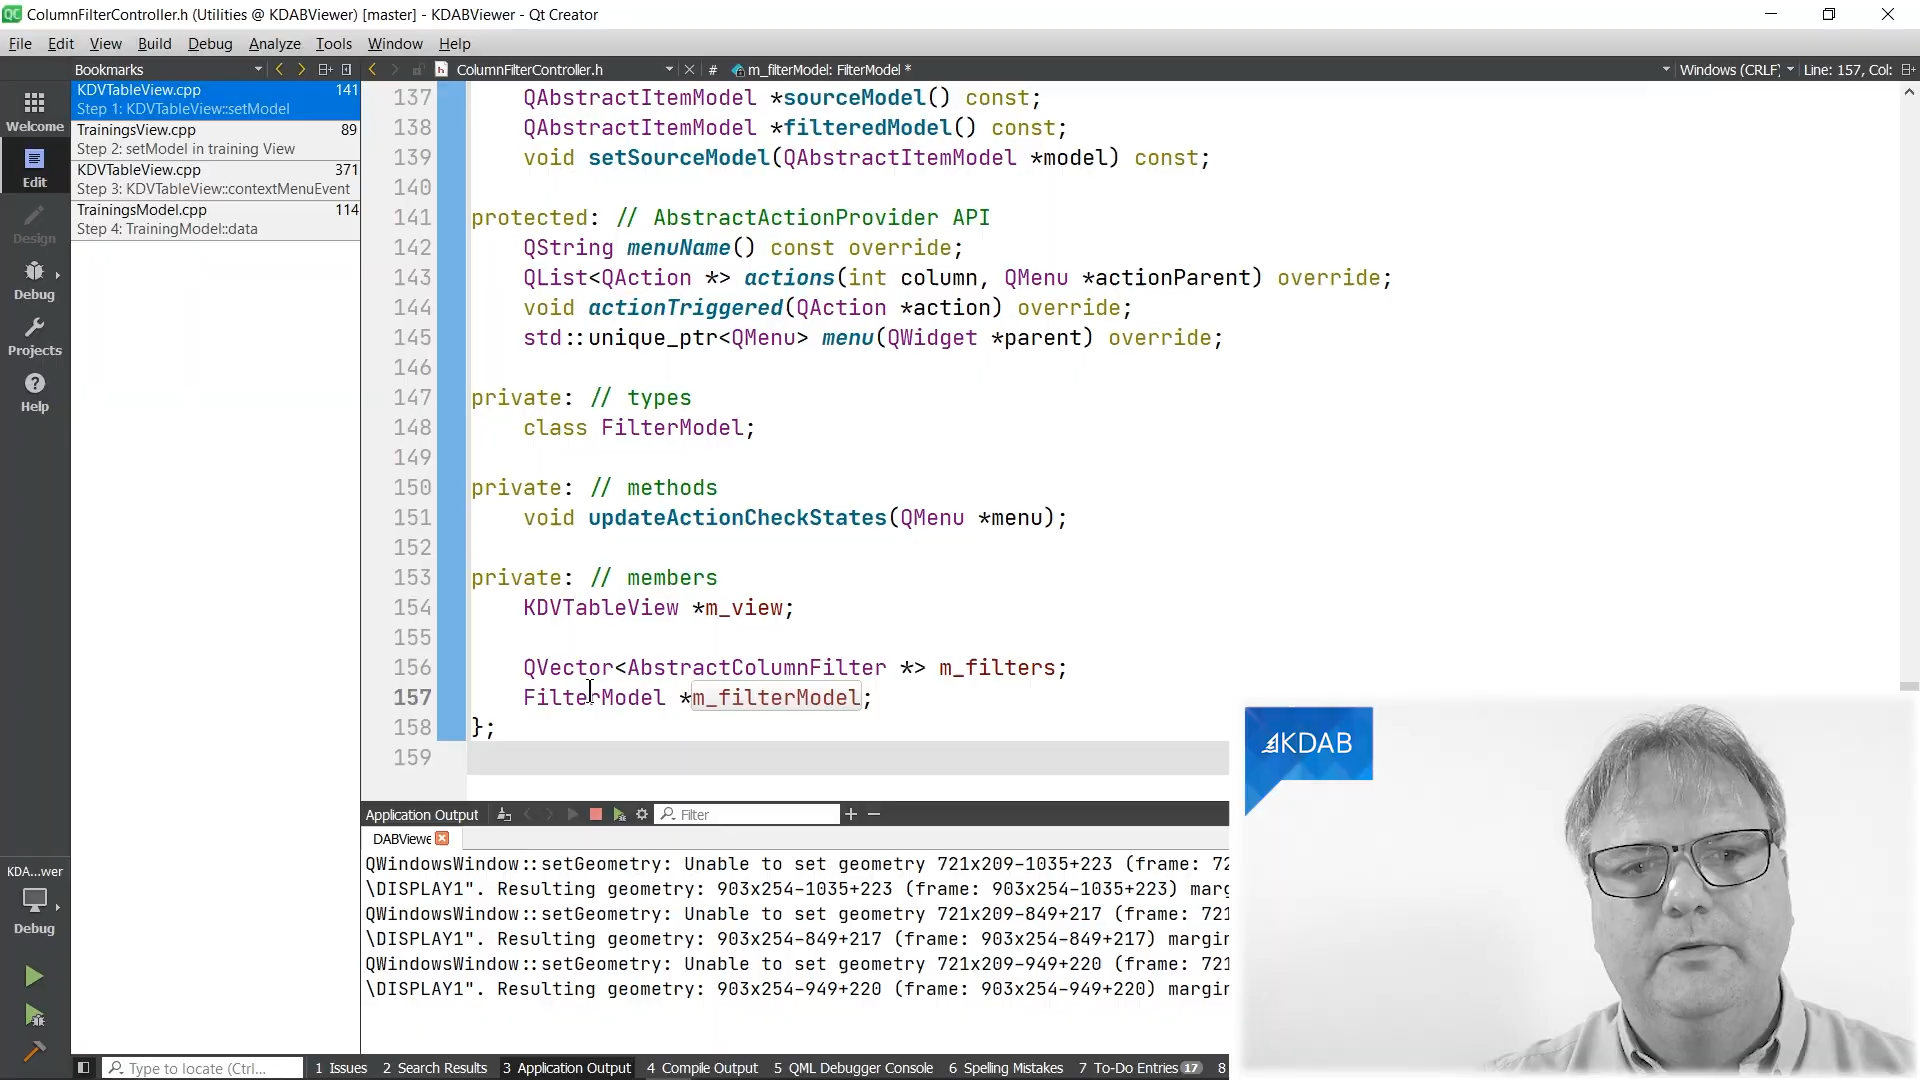 ColumnFilterController.h (Utilities @ KDABViewer) [master] - KDABViewer - Qt Creator
File Edit View Build Debug Analyze Tools Window Help
Bookmarks
ColumnFilterController.h
#
m_filterModel: FilterModel *
Windows (CRLF)
Line: 157, Col:
Welcome
Edit
Design
Debug
Projects
Help
KDVTableView.cpp 141
Step 1: KDVTableView::setModel
TrainingsView.cpp 89
Step 2: setModel in training View
KDVTableView.cpp 371
Step 3: KDVTableView::contextMenuEvent
TrainingsModel.cpp 114
Step 4: TrainingModel::data
137 QAbstractItemModel *sourceModel() const;
138 QAbstractItemModel *filteredModel() const;
139 void setSourceModel(QAbstractItemModel *model) const;
140
141 protected: // AbstractActionProvider API
142 QString menuName() const override;
143 QList<QAction *> actions(int column, QMenu *actionParent) override;
144 void actionTriggered(QAction *action) override;
145 std::unique_ptr<QMenu> menu(QWidget *parent) override;
146
147 private: // types
148 class FilterModel;
149
150 private: // methods
151 void updateActionCheckStates(QMenu *menu);
152
153 private: // members
154 KDVTableView *m_view;
155
156 QVector<AbstractColumnFilter *> m_filters;
157 FilterModel *m_filterModel;
158 };
159
Application Output
Filter
DABViewe
QWindowsWindow::setGeometry: Unable to set geometry 721x209-1035+223 (frame: 72
\DISPLAY1". Resulting geometry: 903x254-1035+223 (frame: 903x254-1035+223) marg
QWindowsWindow::setGeometry: Unable to set geometry 721x209-849+217 (frame: 721
\DISPLAY1". Resulting geometry: 903x254-849+217 (frame: 903x254-849+217) margin
QWindowsWindow::setGeometry: Unable to set geometry 721x209-949+220 (frame: 721
\DISPLAY1". Resulting geometry: 903x254-949+220 (frame: 903x254-949+220) margin
KDA...wer
Debug
Type to locate (Ctrl...
1 Issues 2 Search Results 3 Application Output 4 Compile Output 5 QML Debugger Console 6 Spelling Mistakes 7 To-Do Entries 17 8
KDAB